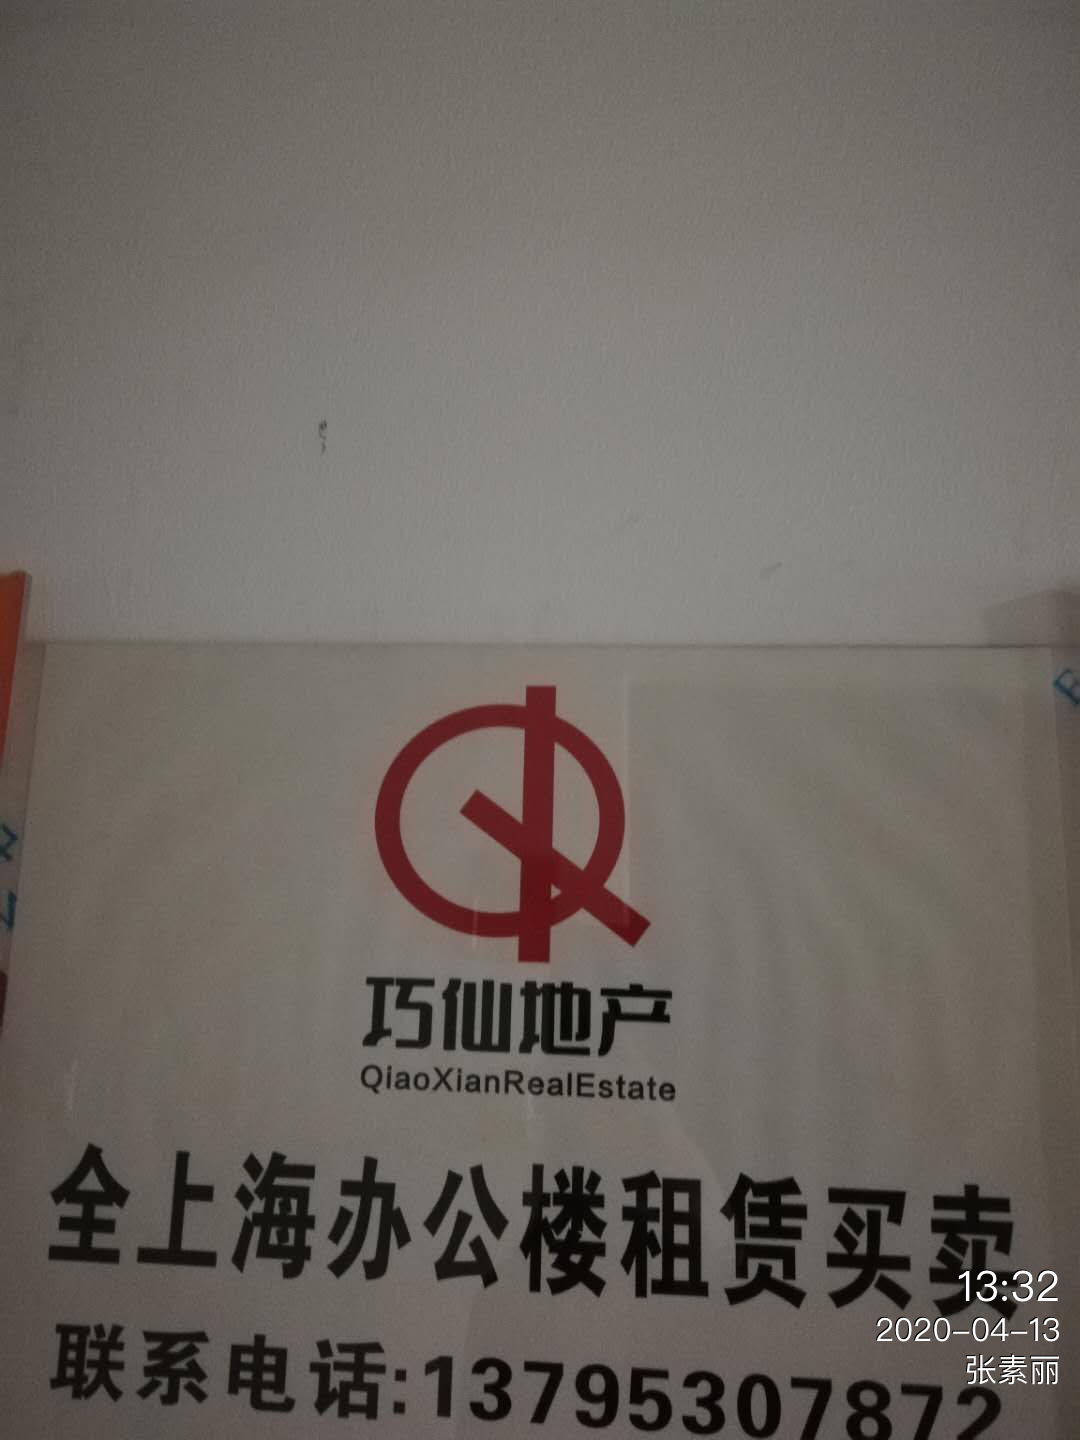 巧仙地产
QiaoXianRealEstate
全上海办公楼租赁买卖
联系电话:13795307872
13:32
2020-04-13
张素丽